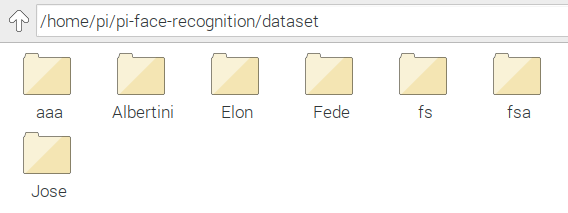 /home/pi/pi-face-recognition/dataset
aaa Albertini Elon Fede fs fsa
Jose